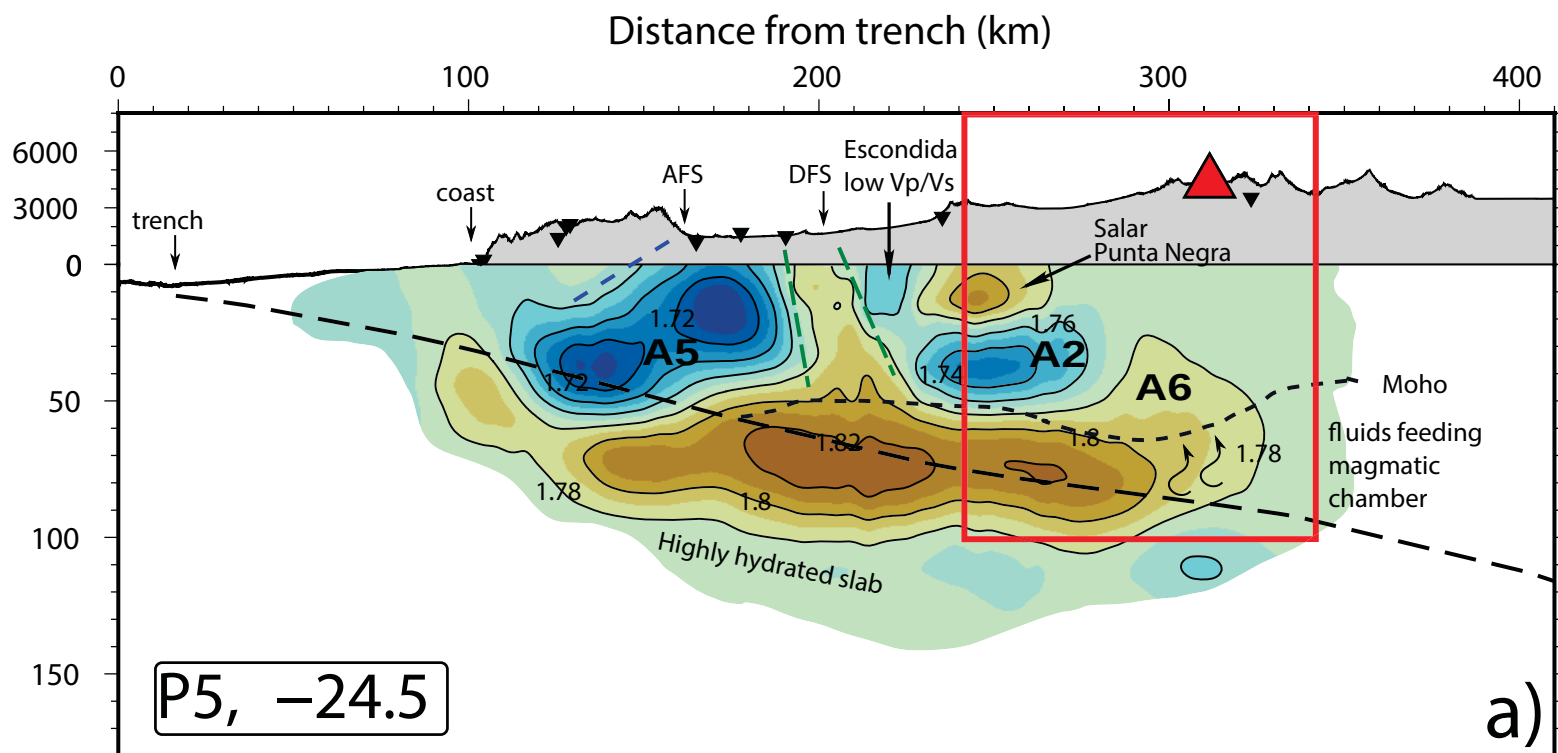 Distance from trench (km)
0 100 200 300 400
6000
3000
0
50
100
150
trench
coast
AFS
DFS
Escondida
low Vp/Vs
Salar
Punta Negra
1.72
A5
1.72
1.76
A2
1.74
A6
Moho
1.82
1.8
1.78
fluids feeding
magmatic
chamber
1.78
1.8
Highly hydrated slab
P5, −24.5
a)